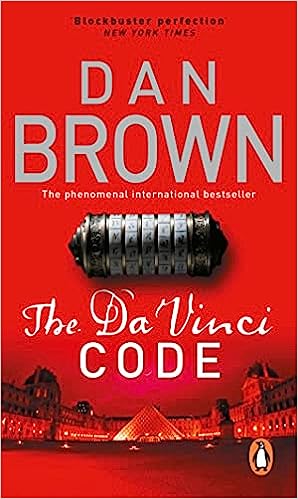 'Blockbuster perfection'
NEW YORK TIMES
DAN
BROWN
The phenomenal international bestseller
The Da Vinci
CODE